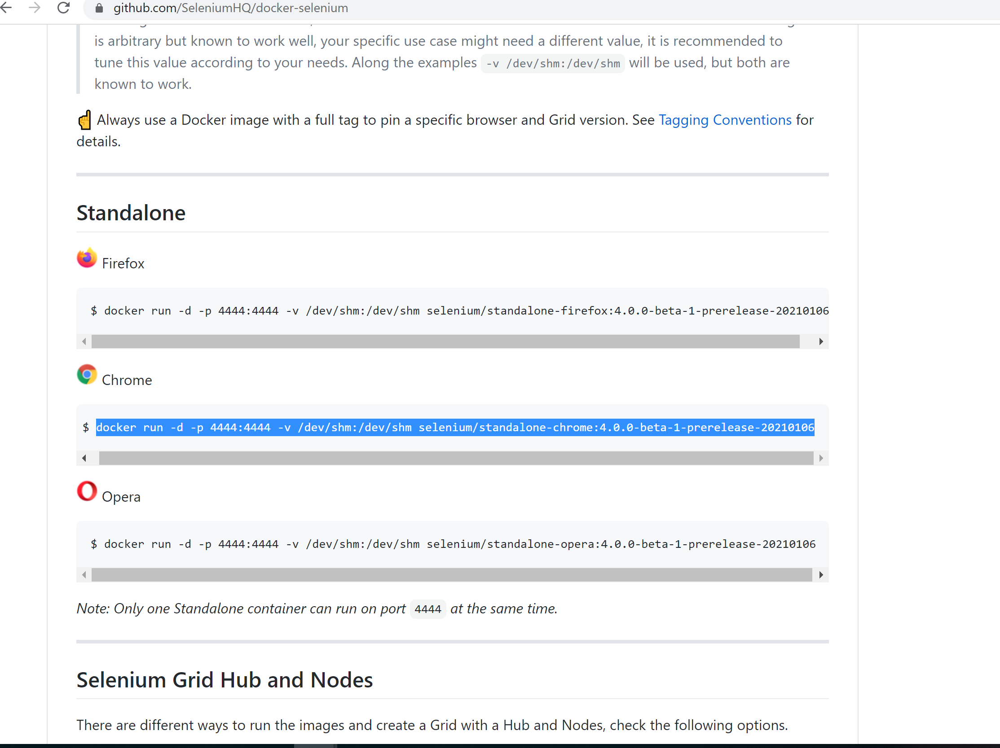 github.com/SeleniumHQ/docker-selenium
is arbitrary but known to work well, your specific use case might need a different value, it is recommended to
tune this value according to your needs. Along the examples -v /dev/shm:/dev/shm will be used, but both are
known to work.
☝ Always use a Docker image with a full tag to pin a specific browser and Grid version. See Tagging Conventions for
details.
Standalone
Firefox
$ docker run -d -p 4444:4444 -v /dev/shm:/dev/shm selenium/standalone-firefox:4.0.0-beta-1-prerelease-20210106
Chrome
$ docker run -d -p 4444:4444 -v /dev/shm:/dev/shm selenium/standalone-chrome:4.0.0-beta-1-prerelease-20210106
Opera
$ docker run -d -p 4444:4444 -v /dev/shm:/dev/shm selenium/standalone-opera:4.0.0-beta-1-prerelease-20210106
Note: Only one Standalone container can run on port 4444 at the same time.
Selenium Grid Hub and Nodes
There are different ways to run the images and create a Grid with a Hub and Nodes, check the following options.